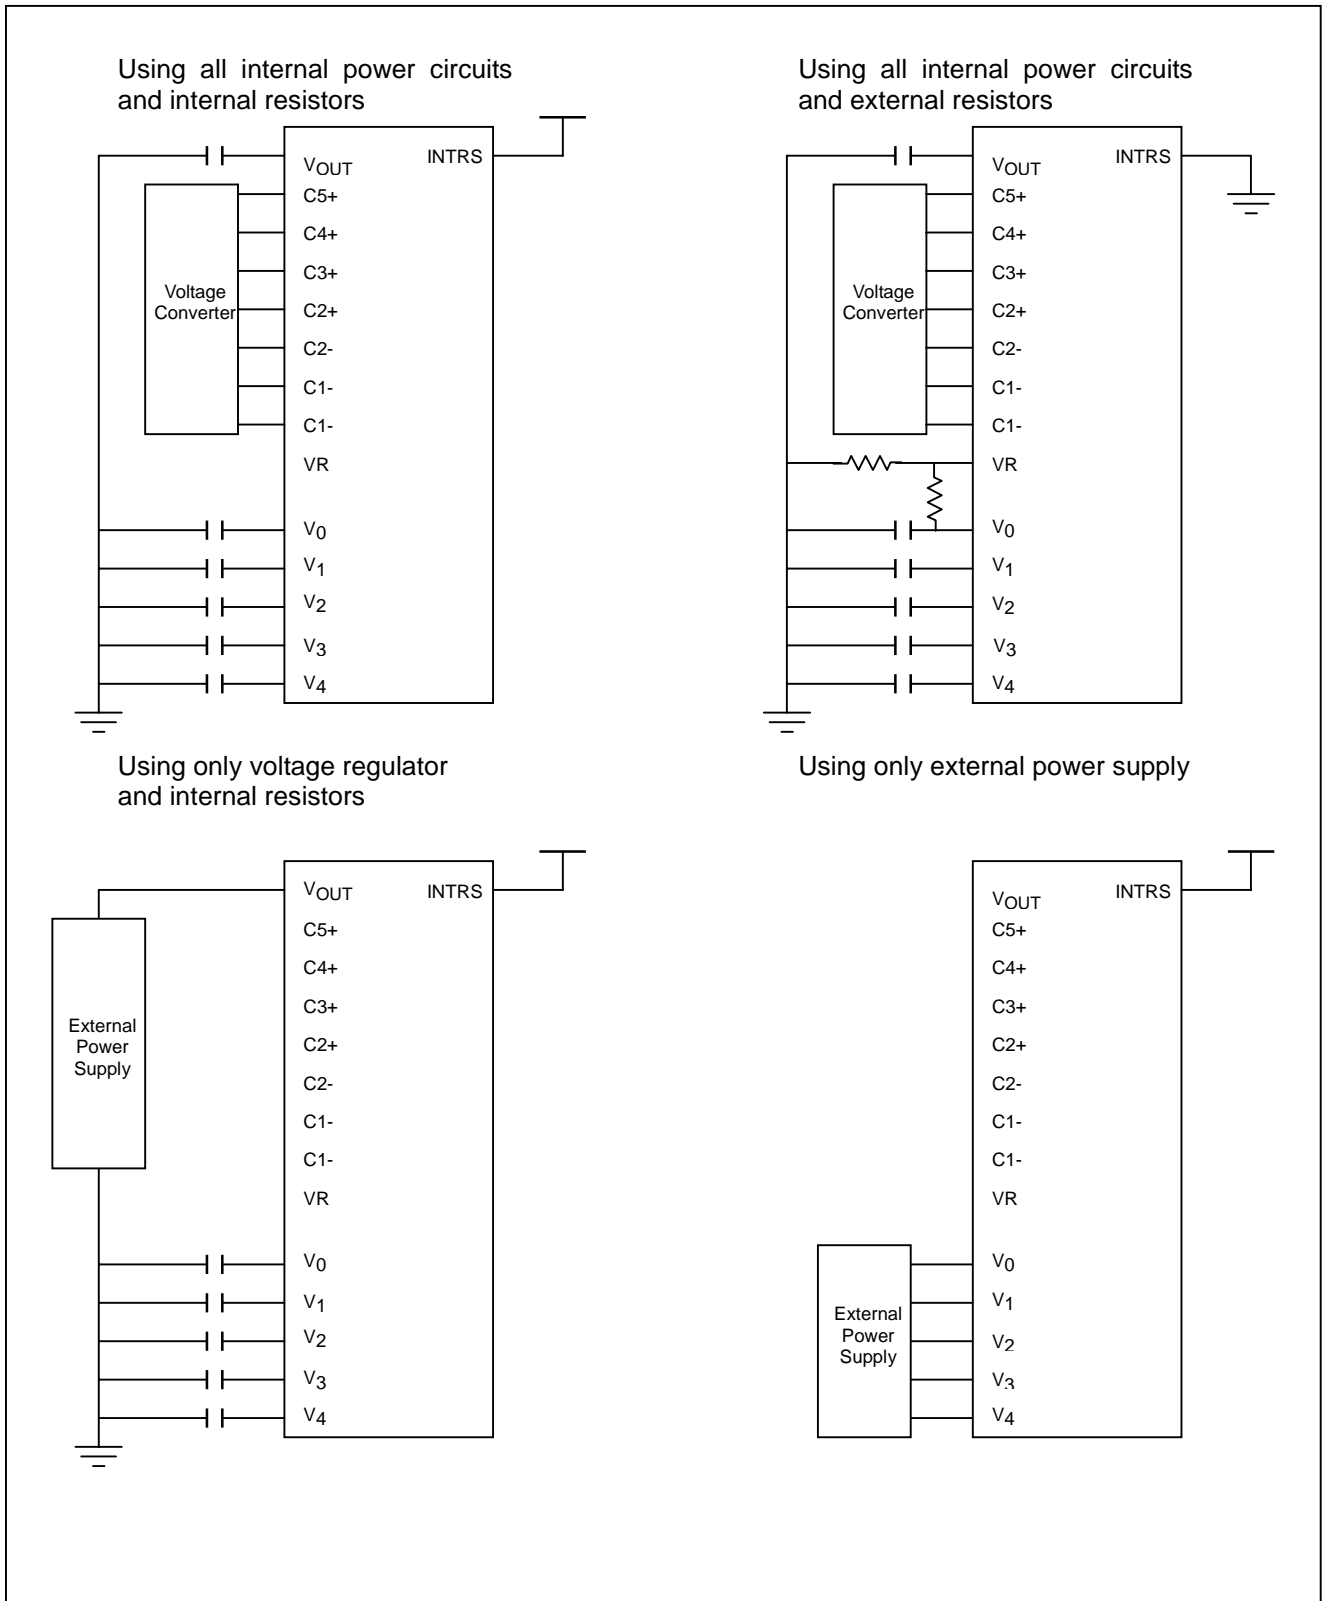 Using all internal power circuits
and internal resistors
VOUT
INTRS
C5+
C4+
C3+
C2+
C2-
C1-
C1-
VR
V0
V1
V2
V3
V4
Voltage
Converter
Using all internal power circuits
and external resistors
VOUT
INTRS
C5+
C4+
C3+
C2+
C2-
C1-
C1-
VR
V0
V1
V2
V3
V4
Voltage
Converter
Using only voltage regulator
and internal resistors
VOUT
INTRS
C5+
C4+
C3+
C2+
C2-
C1-
C1-
VR
V0
V1
V2
V3
V4
External
Power
Supply
Using only external power supply
VOUT
INTRS
C5+
C4+
C3+
C2+
C2-
C1-
C1-
VR
V0
V1
V2
V3
V4
External
Power
Supply